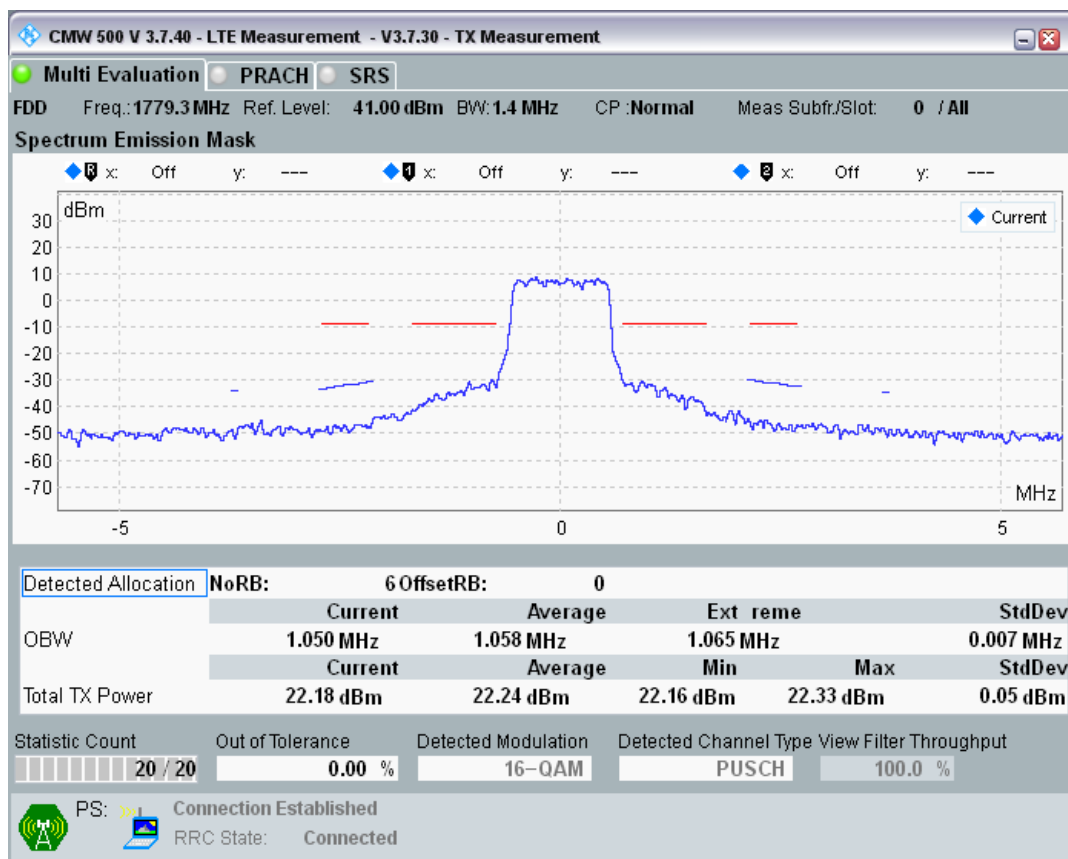 CMW 500 V 3.7.40 - LTE Measurement - V3.7.30 - TX Measurement
Multi Evaluation PRACH SRS
FDD Freq.: 1779.3 MHz Ref. Level: 41.00 dBm BW: 1.4 MHz CP :Normal Meas Subfr./Slot: 0 / All
Spectrum Emission Mask
R x: Off y: --- 1 x: Off y: --- 2 x: Off y: ---
dBm
Current
30
20
10
0
-10
-20
-30
-40
-50
-60
-70
MHz
-5 0 5
Detected Allocation NoRB: 6 OffsetRB: 0
Current Average Ext reme StdDev
OBW 1.050 MHz 1.058 MHz 1.065 MHz 0.007 MHz
Current Average Min Max StdDev
Total TX Power 22.18 dBm 22.24 dBm 22.16 dBm 22.33 dBm 0.05 dBm
Statistic Count Out of Tolerance Detected Modulation Detected Channel Type View Filter Throughput
20 / 20 0.00 % 16-QAM PUSCH 100.0 %
PS: Connection Established
RRC State: Connected